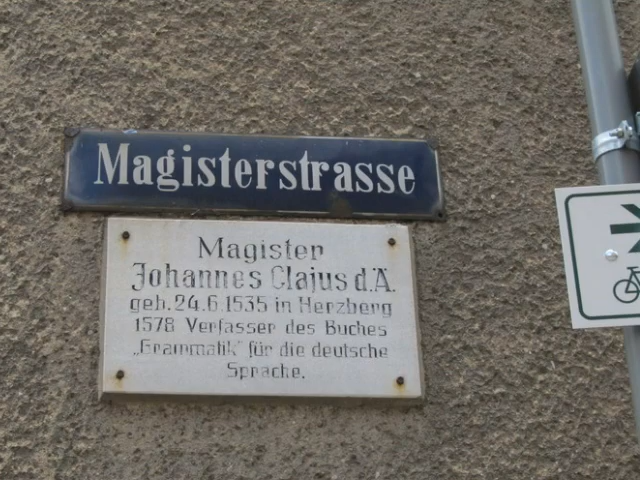 Magisterstrasse
Magister
Johannes Clajus d.Ä.
geb. 24.6.1535 in Herzberg
1578 Verfasser des Buches
„Grammatik" für die deutsche
Sprache.